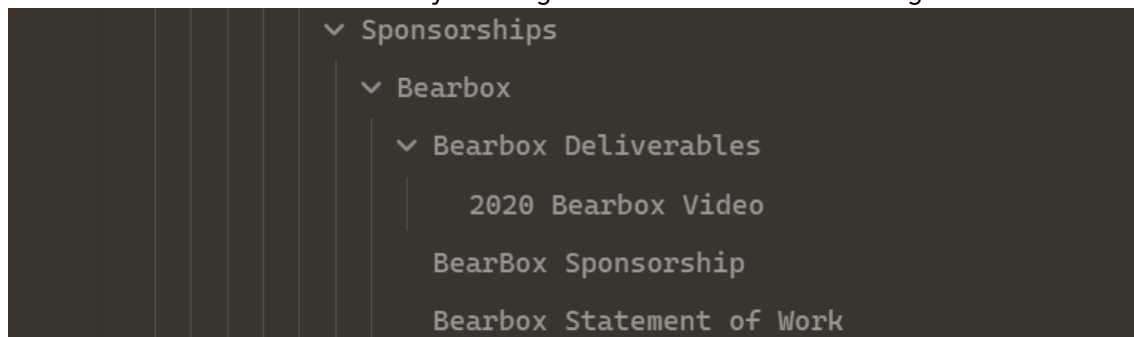 Sponsorships
Bearbox
Bearbox Deliverables
2020 Bearbox Video
BearBox Sponsorship
Bearbox Statement of Work